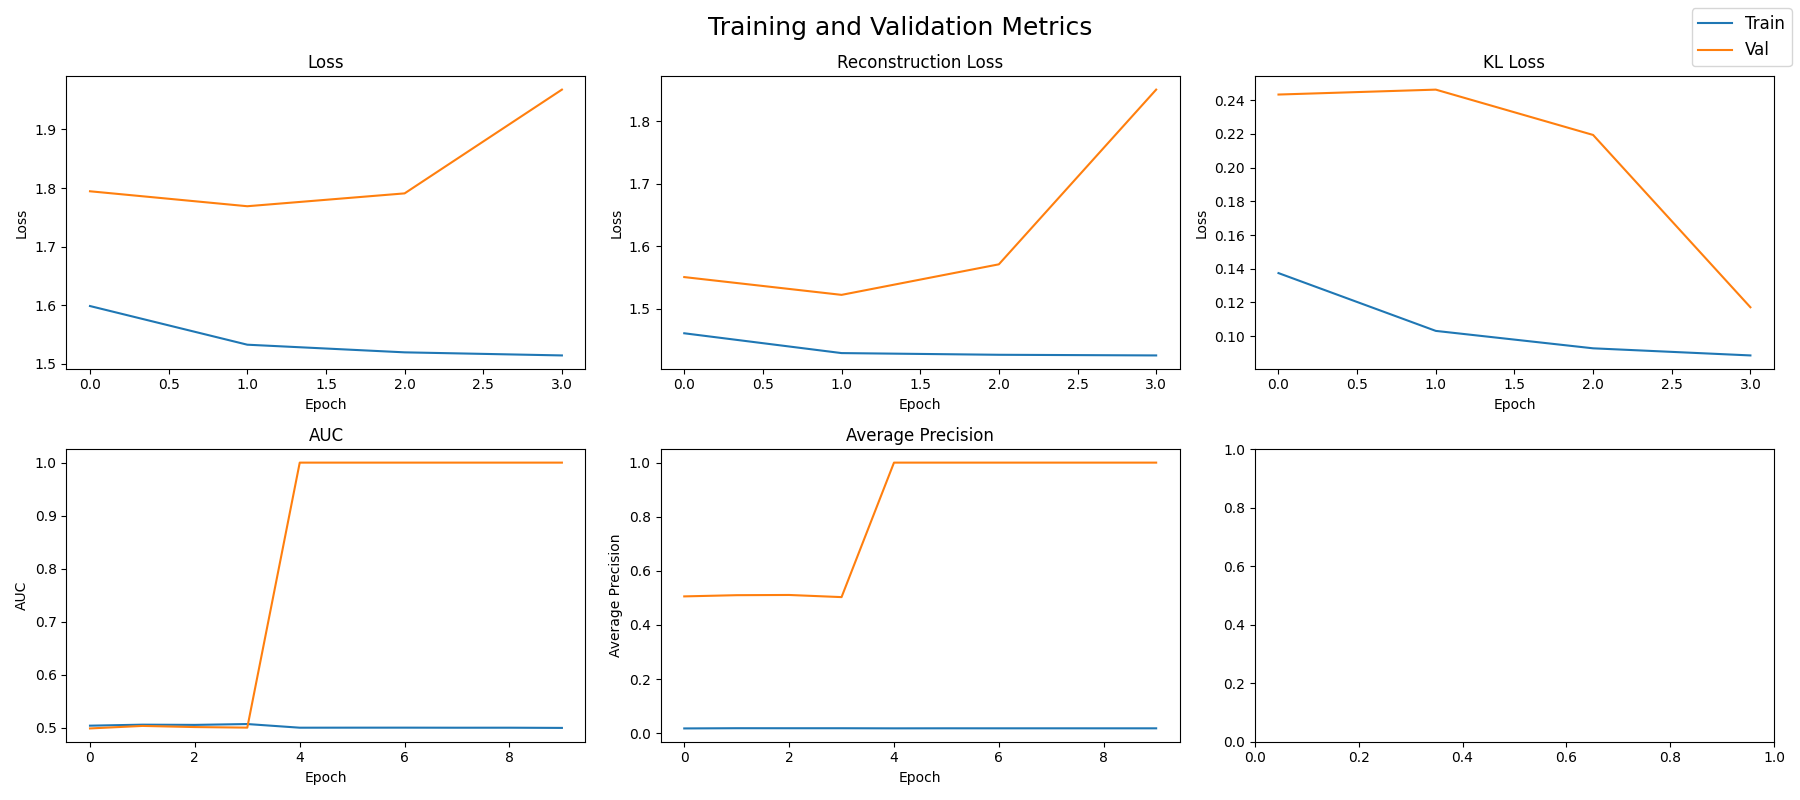 Training and Validation Metrics
Train
Val
Loss
Loss
1.9
1.8
1.7
1.6
1.5
0.0 0.5 1.0 1.5 2.0 2.5 3.0
Epoch
Reconstruction Loss
Loss
1.8
1.7
1.6
1.5
0.0 0.5 1.0 1.5 2.0 2.5 3.0
Epoch
KL Loss
Loss
0.24
0.22
0.20
0.18
0.16
0.14
0.12
0.10
0.0 0.5 1.0 1.5 2.0 2.5 3.0
Epoch
AUC
AUC
1.0
0.9
0.8
0.7
0.6
0.5
0 2 4 6 8
Epoch
Average Precision
Average Precision
1.0
0.8
0.6
0.4
0.2
0.0
0 2 4 6 8
Epoch
1.0
0.8
0.6
0.4
0.2
0.0
0.0 0.2 0.4 0.6 0.8 1.0